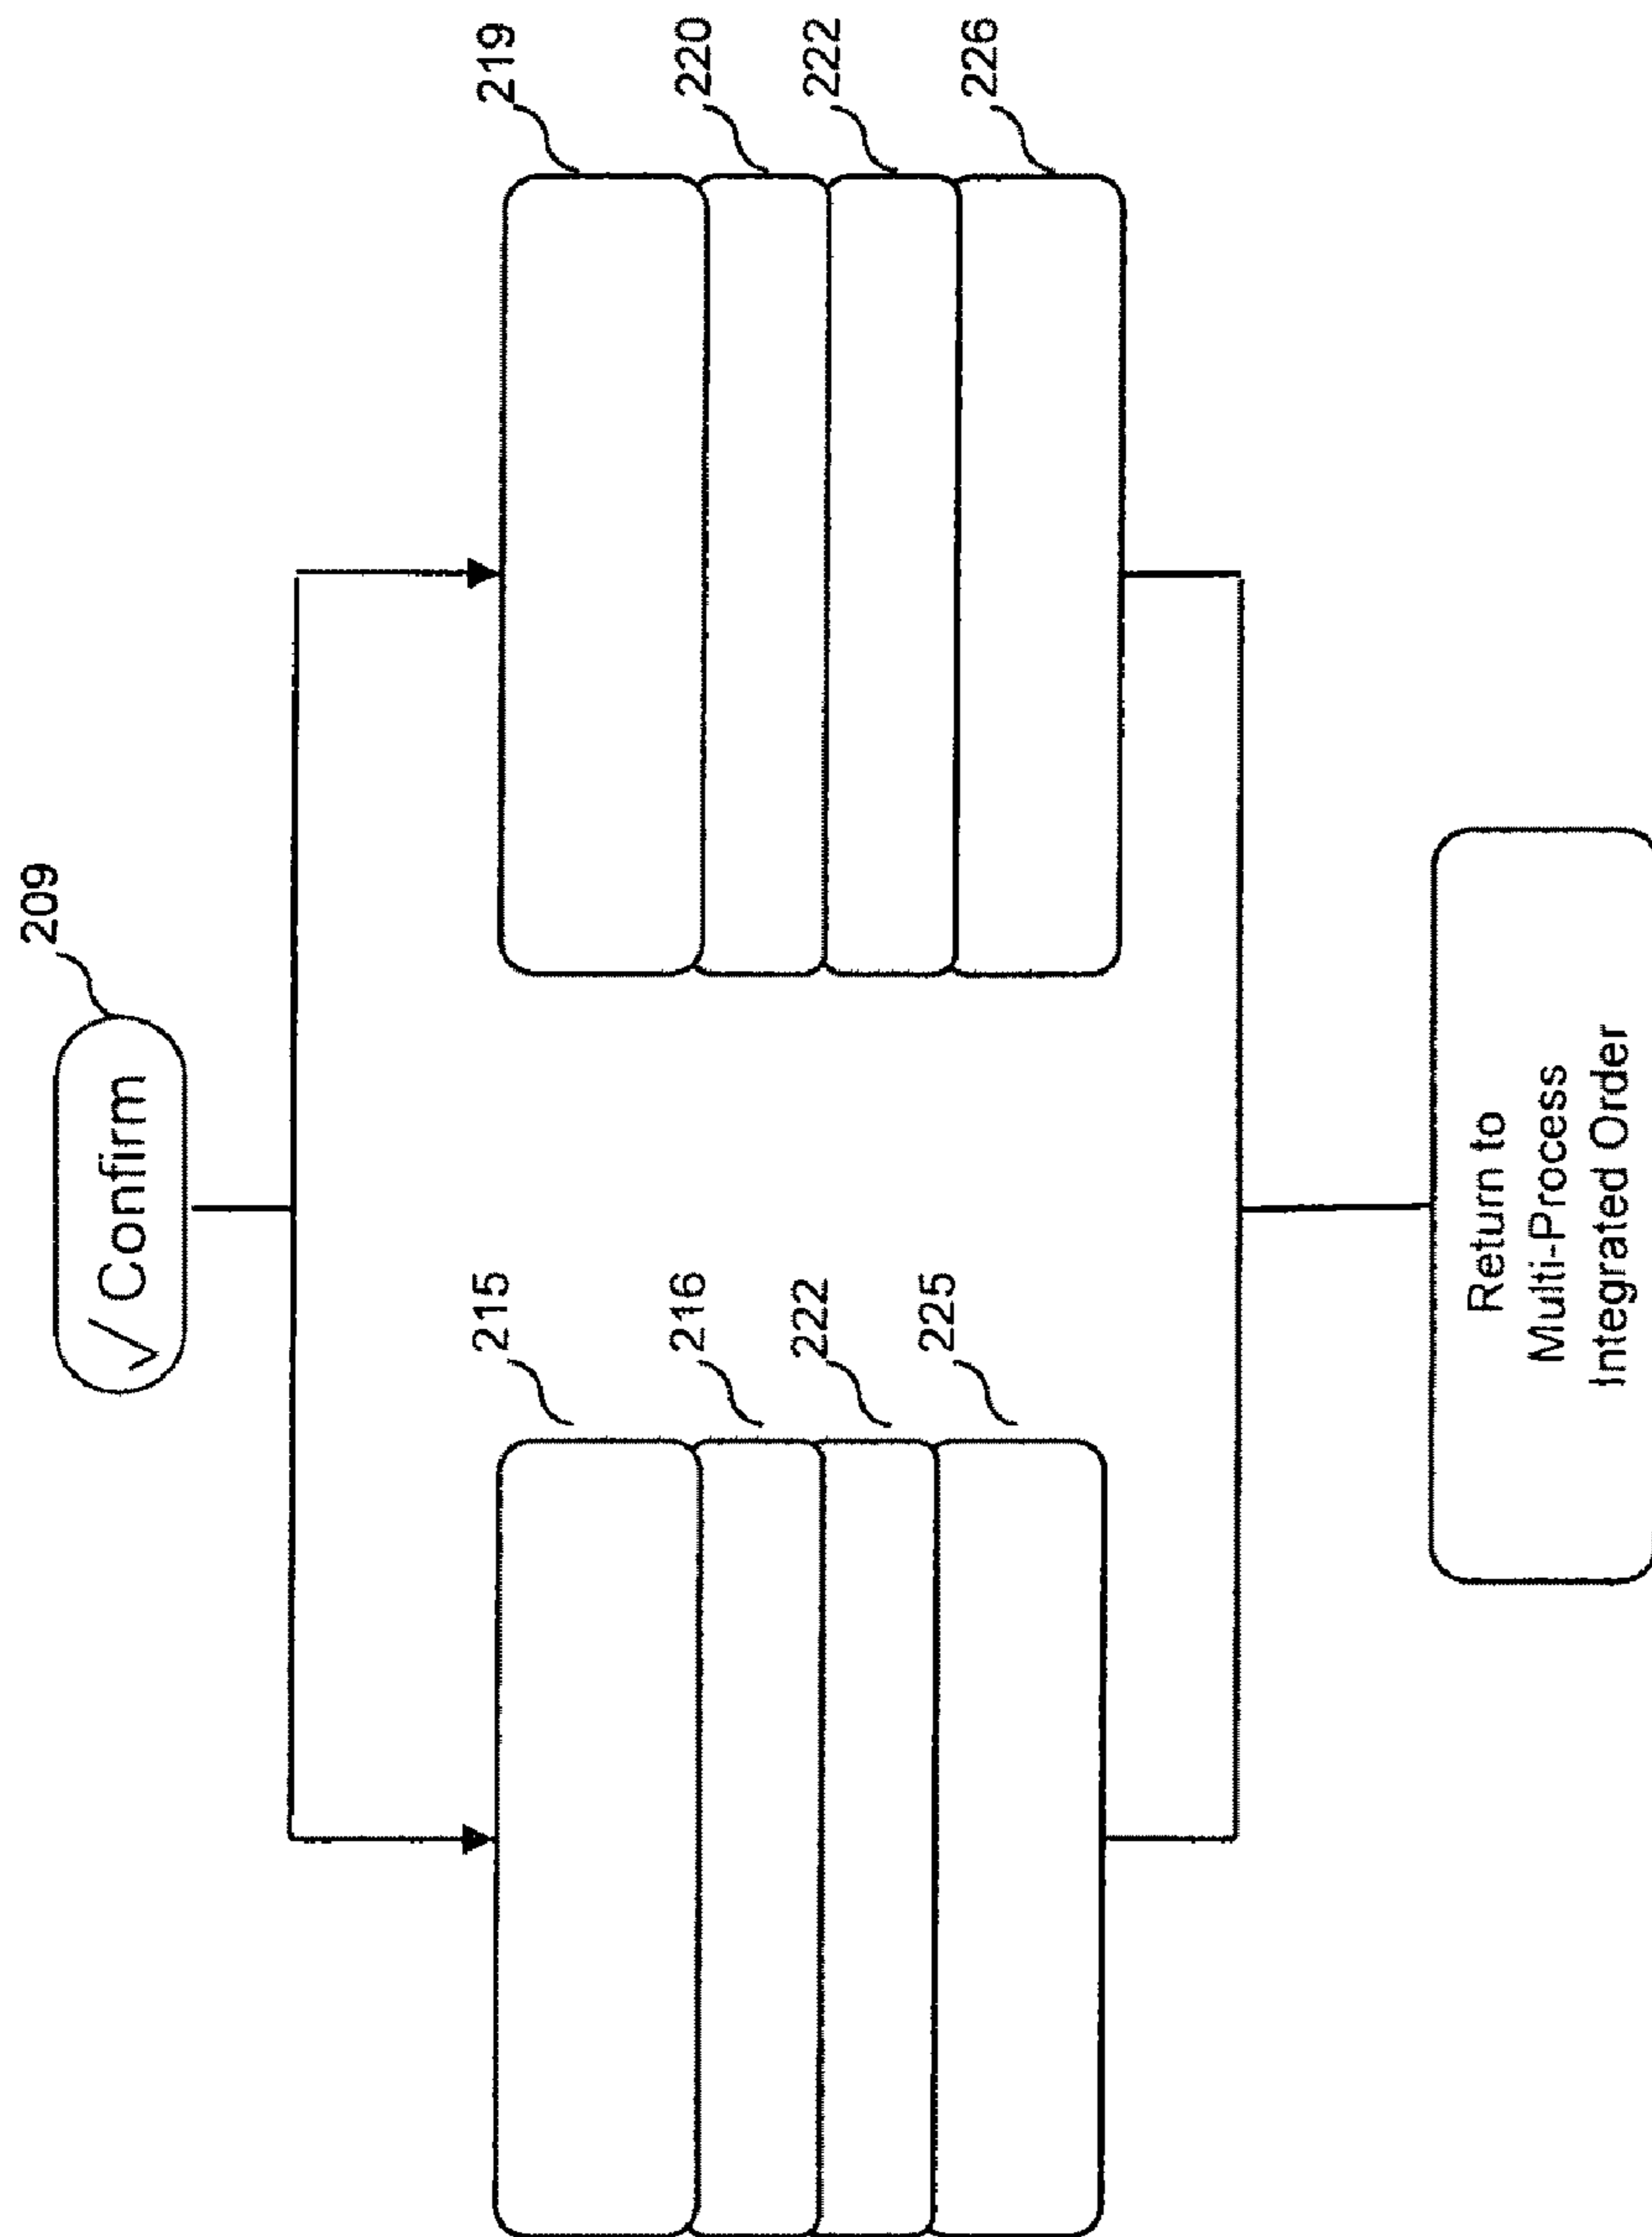 209
√ Confirm
215
216
222
225
219
220
222
226
Return to
Multi-Process
Integrated Order